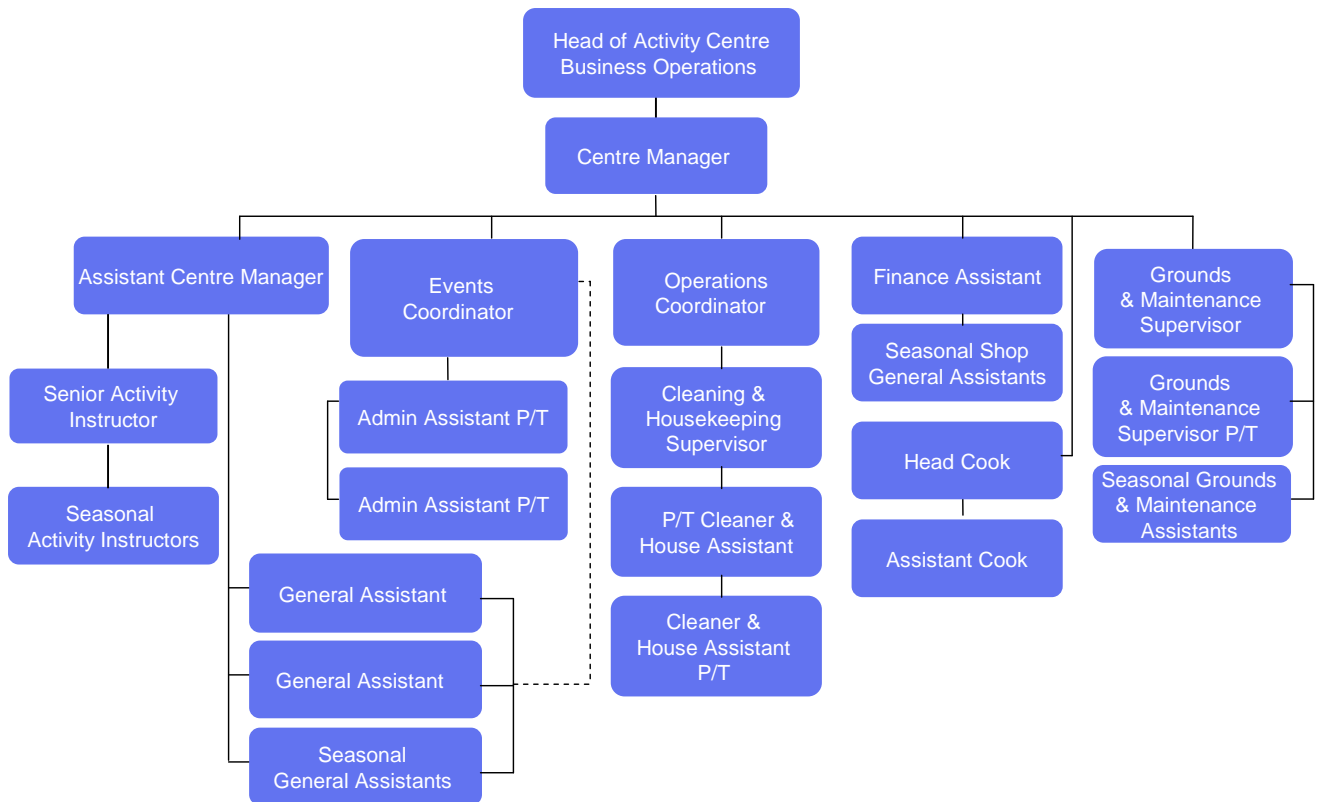 Head of Activity Centre
Business Operations
Centre Manager
Assistant Centre Manager
Senior Activity
Instructor
Seasonal
Activity Instructors
General Assistant
General Assistant
Seasonal
General Assistants
Events
Coordinator
Admin Assistant P/T
Admin Assistant P/T
Operations
Coordinator
Cleaning &
Housekeeping
Supervisor
P/T Cleaner &
House Assistant
Cleaner &
House Assistant
P/T
Finance Assistant
Seasonal Shop
General Assistants
Head Cook
Assistant Cook
Grounds
& Maintenance
Supervisor
Grounds
& Maintenance
Supervisor P/T
Seasonal Grounds
& Maintenance
Assistants